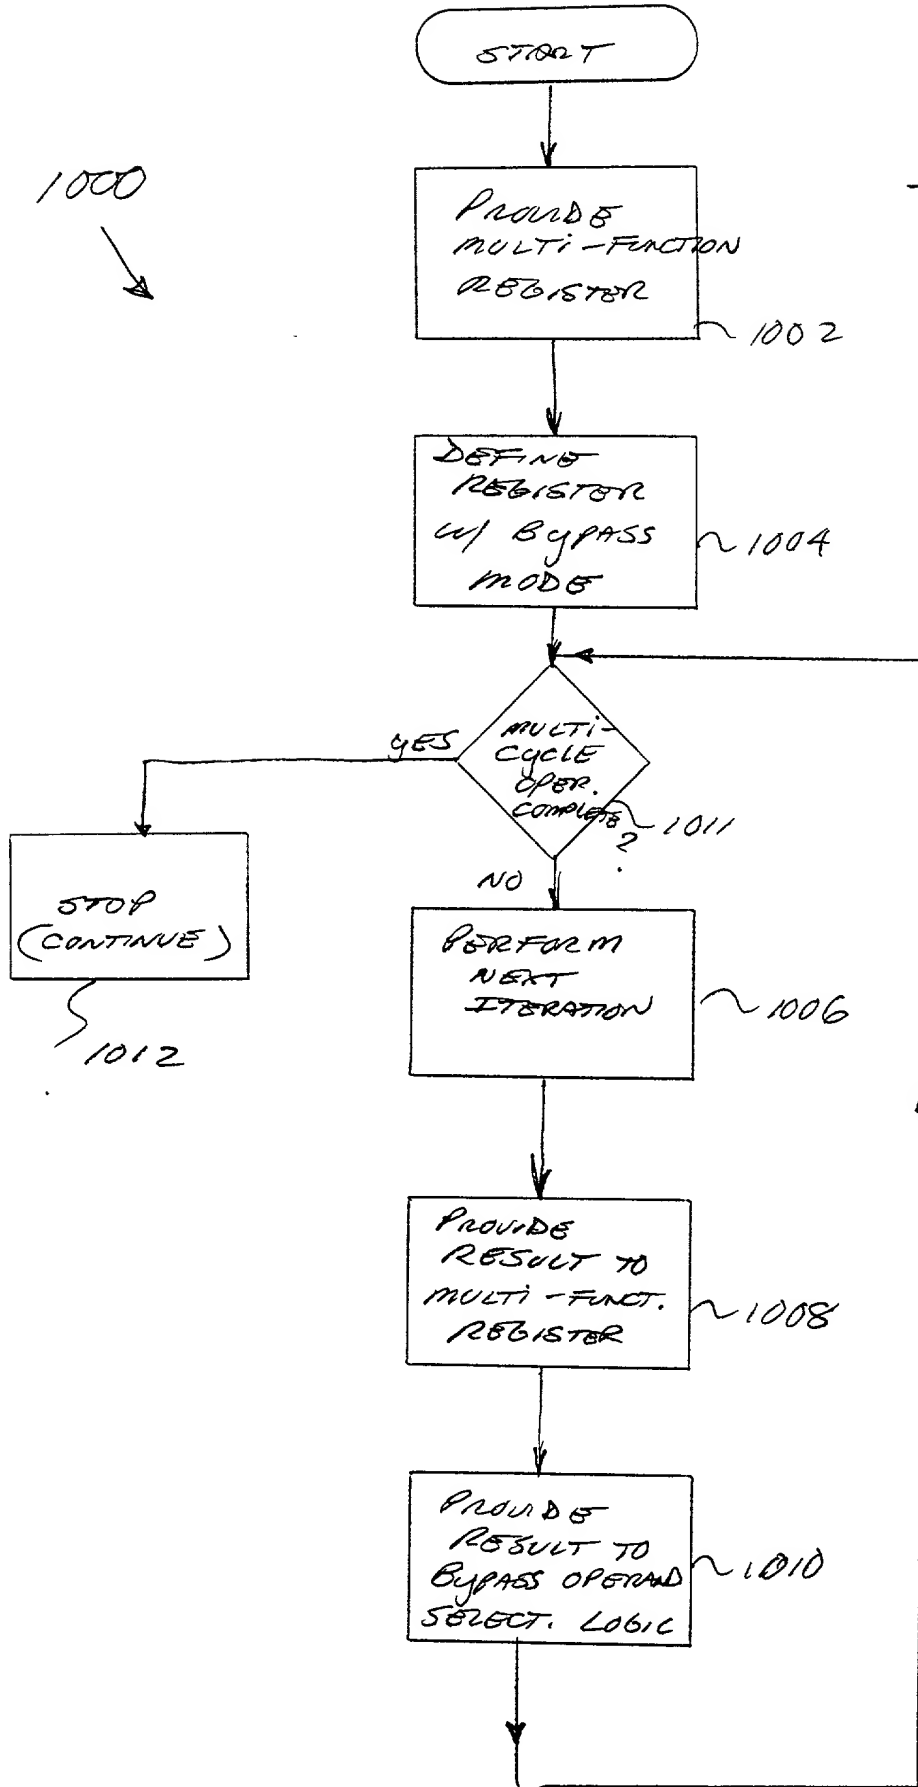 START
1000
PROVIDE
MULTI-FUNCTION
REGISTER
1002
DEFINE
REGISTER
W/ BYPASS
MODE
1004
MULTI-
CYCLE
OPER.
COMPLETE
?
1011
YES
NO
STOP
(CONTINUE)
1012
PERFORM
NEXT
ITERATION
1006
PROVIDE
RESULT TO
MULTI-FUNCT.
REGISTER
1008
PROVIDE
RESULT TO
BYPASS OPERAND
SELECT. LOGIC
1010